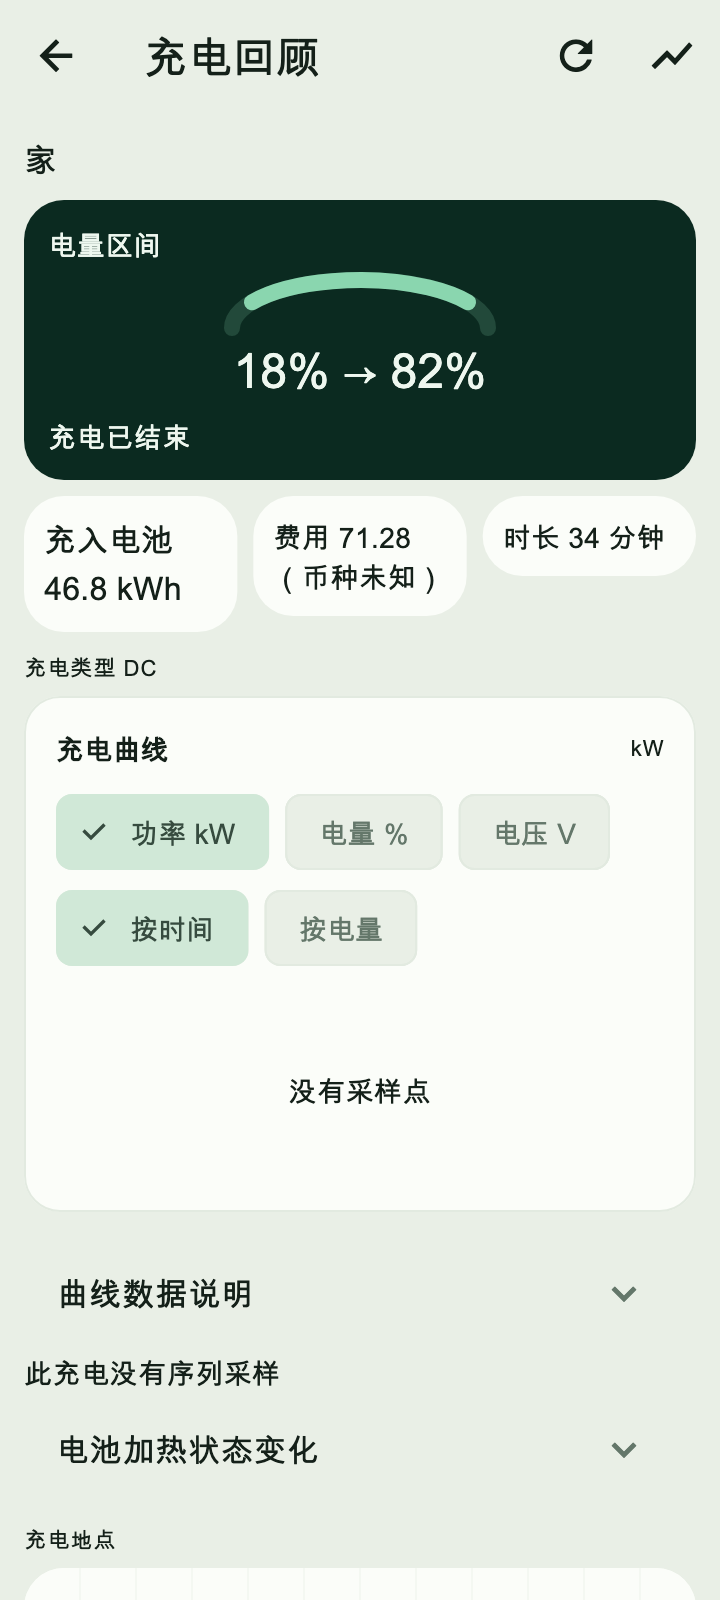 充电回顾
家
电量区间
18% → 82%
充电已结束
充入电池
46.8 kWh
费用 71.28
（币种未知）
时长 34 分钟
充电类型 DC
充电曲线
kW
功率 kW
电量 %
电压 V
按时间
按电量
没有采样点
曲线数据说明
此充电没有序列采样
电池加热状态变化
充电地点